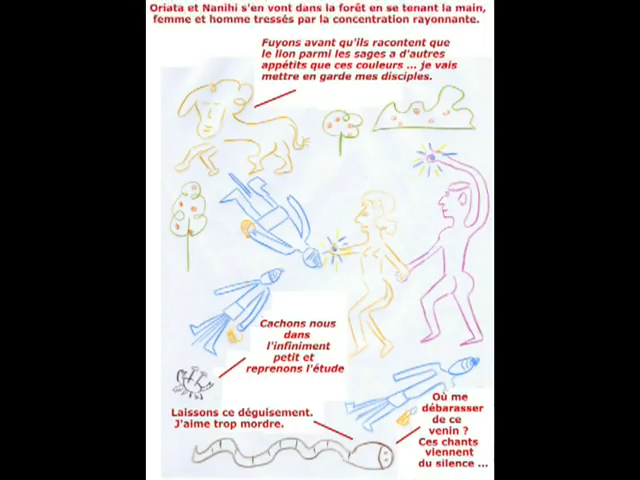 Oriata et Nanihi s'en vont dans la forêt en se tenant la main,
femme et homme tressés par la concentration rayonnante.
Fuyons avant qu'ils racontent que
le lion parmi les sages a d'autres
appétits que ces couleurs ... je vais
mettre en garde mes disciples.
Cachons nous
dans
l'infiniment
petit et
reprenons l'étude
Laissons ce déguisement.
J'aime trop mordre.
Où me
débarasser
de ce
venin ?
Ces chants
viennent
du silence ...